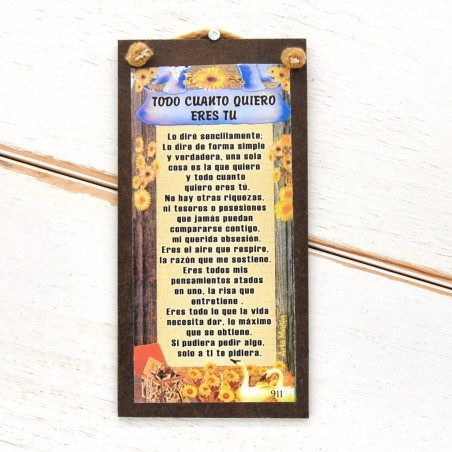 TODO CUANTO QUIERO
ERES TU
Lo diré sencillamente;
Lo dire de forma simple
y verdadera, una sola
cosa es la que quiero
y todo cuanto
quiero eres tú.
No hay otras riquezas,
ni tesoros o posesiones
que jamás puedan
compararse contigo,
mi querida obsesión.
Eres el aire que respiro,
la razón que me sostiene.
Eres todos mis
pensamientos atados
en uno, la risa que
entretiene .
Eres todo lo que la vida
necesita dar, lo máximo
que se obtiene.
Si pudiera pedir algo,
solo a ti te pidiera.
911